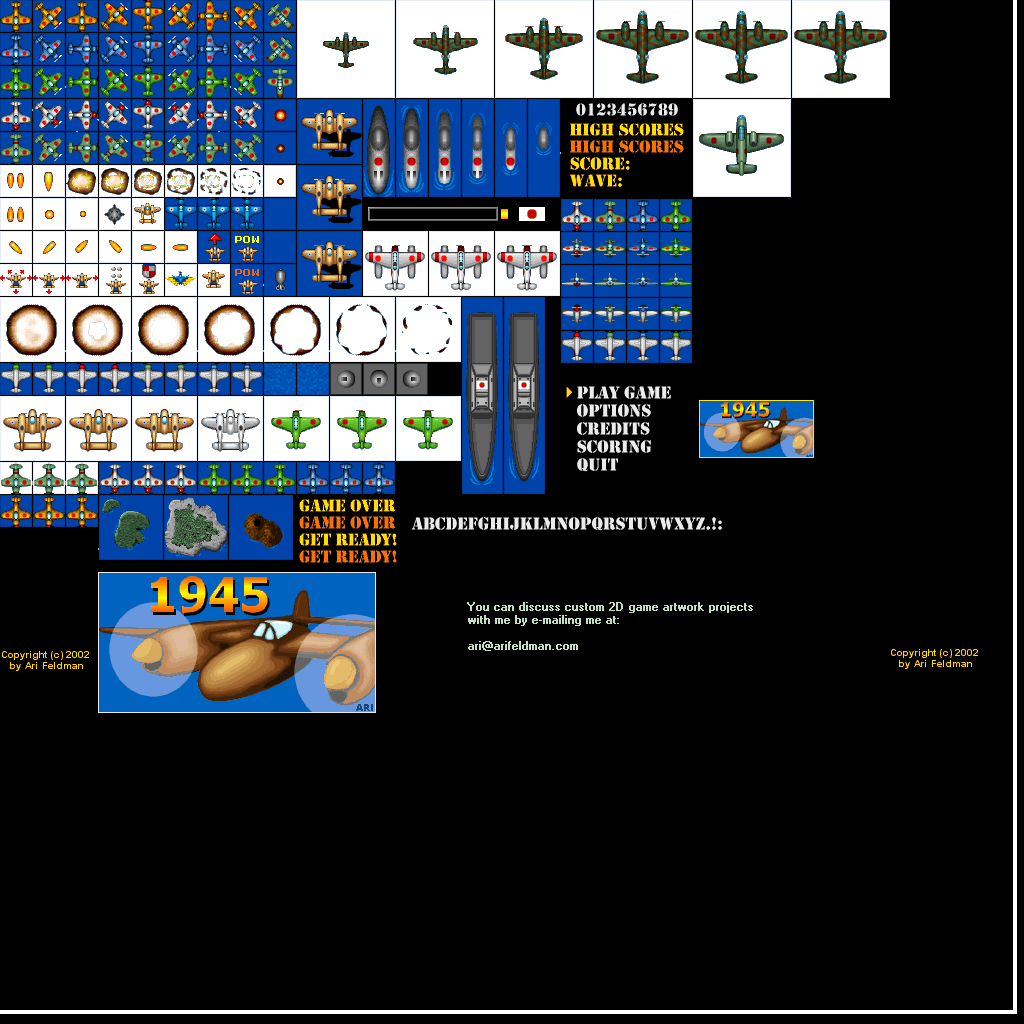 0123456789
HIGH SCORES
HIGH SCORES
SCORE:
WAVE:
POW
POW
PLAY GAME
OPTIONS
CREDITS
SCORING
QUIT
1945
GAME OVER
GAME OVER
GET READY!
GET READY!
ABCDEFGHIJKLMNOPQRSTUVWXYZ.!:
1945
ARI
You can discuss custom 2D game artwork projects
with me by e-mailing me at:
ari@arifeldman.com
Copyright (c) 2002
by Ari Feldman
Copyright (c) 2002
by Ari Feldman